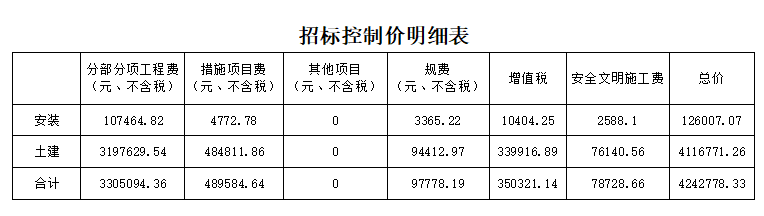 招标控制价明细表
分部分项工程费（元、不含税） 措施项目费（元、不含税） 其他项目（元、不含税） 规费（元、不含税） 增值税 安全文明施工费 总价
安装 107464.82 4772.78 0 3365.22 10404.25 2588.1 126007.07
土建 3197629.54 484811.86 0 94412.97 339916.89 76140.56 4116771.26
合计 3305094.36 489584.64 0 97778.19 350321.14 78728.66 4242778.33